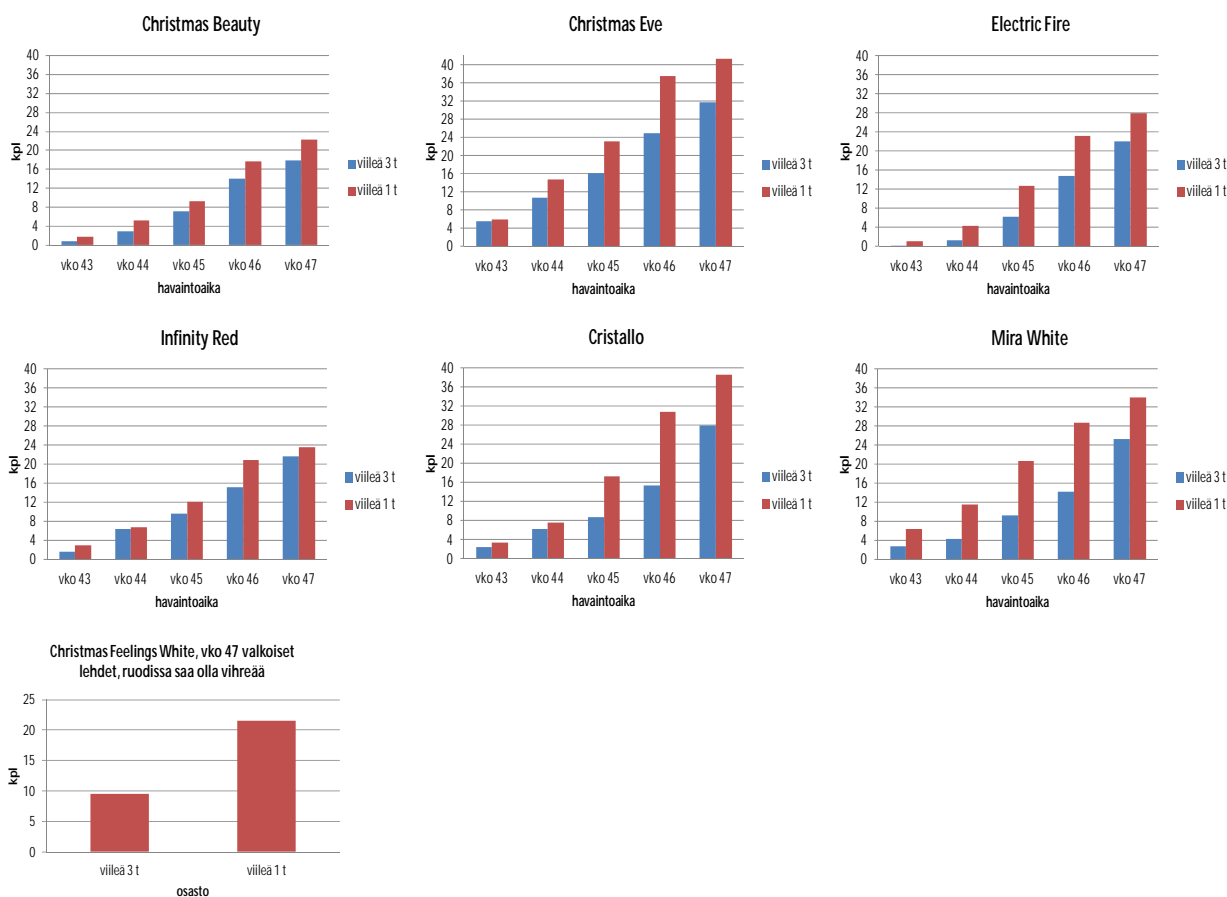 Christmas Beauty
40
36
32
28
24
20
16
12
8
4
0
kpl
vko 43 vko 44 vko 45 vko 46 vko 47
havaintoaika
viileä 3 t
viileä 1 t
Christmas Eve
40
36
32
28
24
20
16
12
8
4
0
kpl
vko 43 vko 44 vko 45 vko 46 vko 47
havaintoaika
viileä 3 t
viileä 1 t
Electric Fire
40
36
32
28
24
20
16
12
8
4
0
kpl
vko 43 vko 44 vko 45 vko 46 vko 47
havaintoaika
viileä 3 t
viileä 1 t
Infinity Red
40
36
32
28
24
20
16
12
8
4
0
kpl
vko 43 vko 44 vko 45 vko 46 vko 47
havaintoaika
viileä 3 t
viileä 1 t
Cristallo
40
36
32
28
24
20
16
12
8
4
0
kpl
vko 43 vko 44 vko 45 vko 46 vko 47
havaintoaika
viileä 3 t
viileä 1 t
Mira White
40
36
32
28
24
20
16
12
8
4
0
kpl
vko 43 vko 44 vko 45 vko 46 vko 47
havaintoaika
viileä 3 t
viileä 1 t
Christmas Feelings White, vko 47 valkoiset
lehdet, ruodissa saa olla vihreää
25
20
15
10
5
0
kpl
viileä 3 t viileä 1 t
osasto